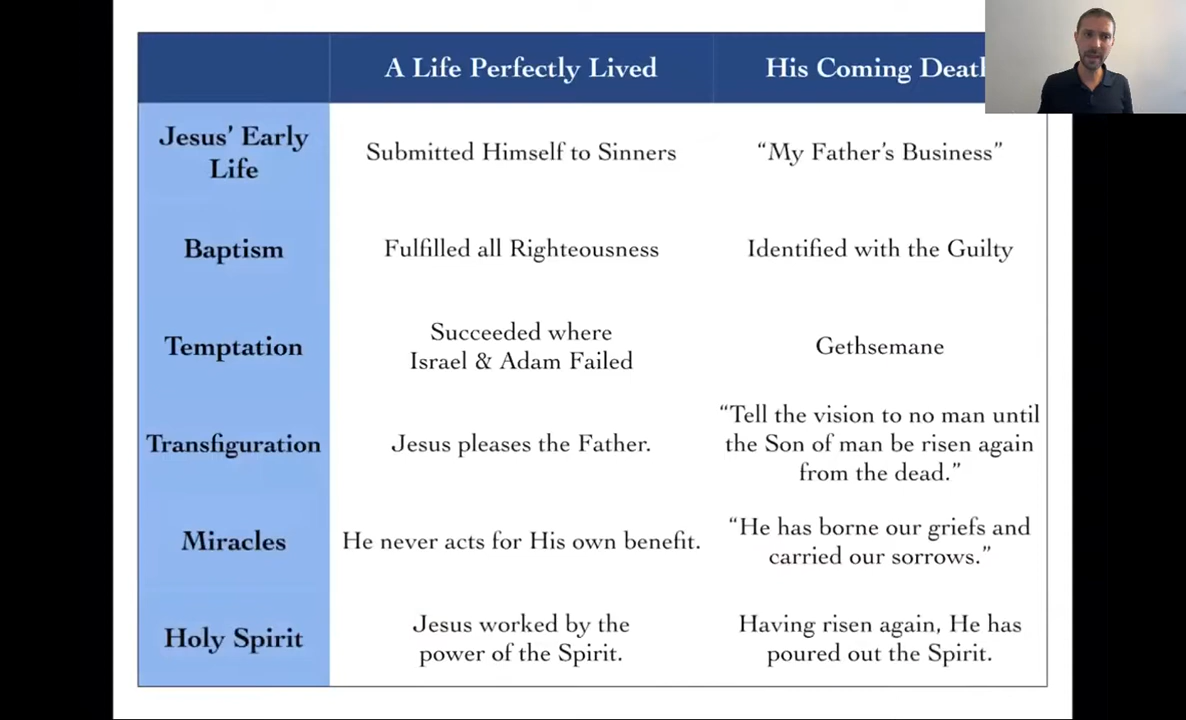 A Life Perfectly Lived
His Coming Death
Jesus’ Early
Life
Submitted Himself to Sinners
“My Father’s Business”
Baptism
Fulfilled all Righteousness
Identified with the Guilty
Temptation
Succeeded where
Israel & Adam Failed
Gethsemane
Transfiguration
Jesus pleases the Father.
“Tell the vision to no man until
the Son of man be risen again
from the dead.”
Miracles
He never acts for His own benefit.
“He has borne our griefs and
carried our sorrows.”
Holy Spirit
Jesus worked by the
power of the Spirit.
Having risen again, He has
poured out the Spirit.